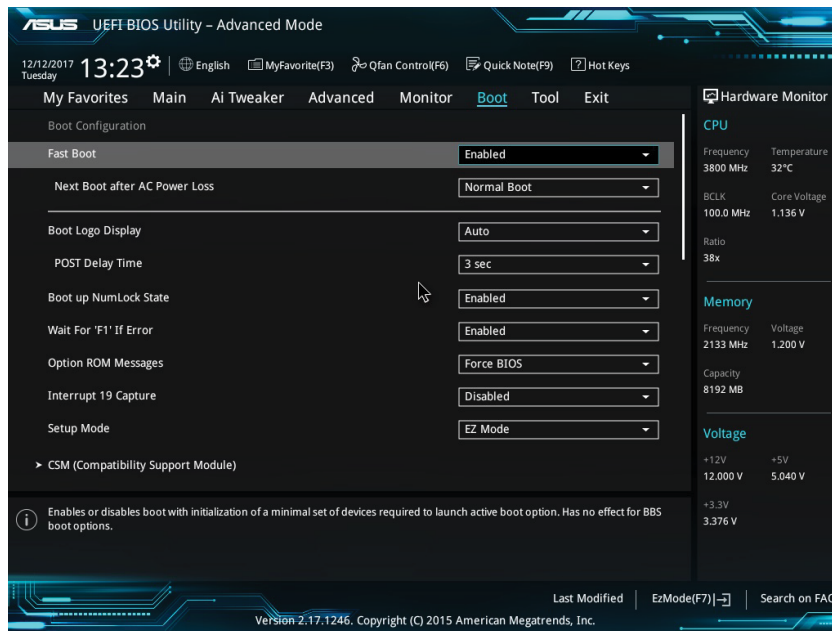 ASUS UEFI BIOS Utility – Advanced Mode
12/12/2017
Tuesday
13:23
English
MyFavorite(F3)
Qfan Control(F6)
Quick Note(F9)
? Hot Keys
My Favorites Main Ai Tweaker Advanced Monitor Boot Tool Exit
Boot Configuration
Fast Boot Enabled
Next Boot after AC Power Loss Normal Boot
Boot Logo Display Auto
POST Delay Time 3 sec
Boot up NumLock State Enabled
Wait For 'F1' If Error Enabled
Option ROM Messages Force BIOS
Interrupt 19 Capture Disabled
Setup Mode EZ Mode
CSM (Compatibility Support Module)
Enables or disables boot with initialization of a minimal set of devices required to launch active boot option. Has no effect for BBS
boot options.
Hardware Monitor
CPU
Frequency Temperature
3800 MHz 32°C
BCLK Core Voltage
100.0 MHz 1.136 V
Ratio
38x
Memory
Frequency Voltage
2133 MHz 1.200 V
Capacity
8192 MB
Voltage
+12V +5V
12.000 V 5.040 V
+3.3V
3.376 V
Last Modified EzMode(F7) Search on FAQ
Version 2.17.1246. Copyright (C) 2015 American Megatrends, Inc.